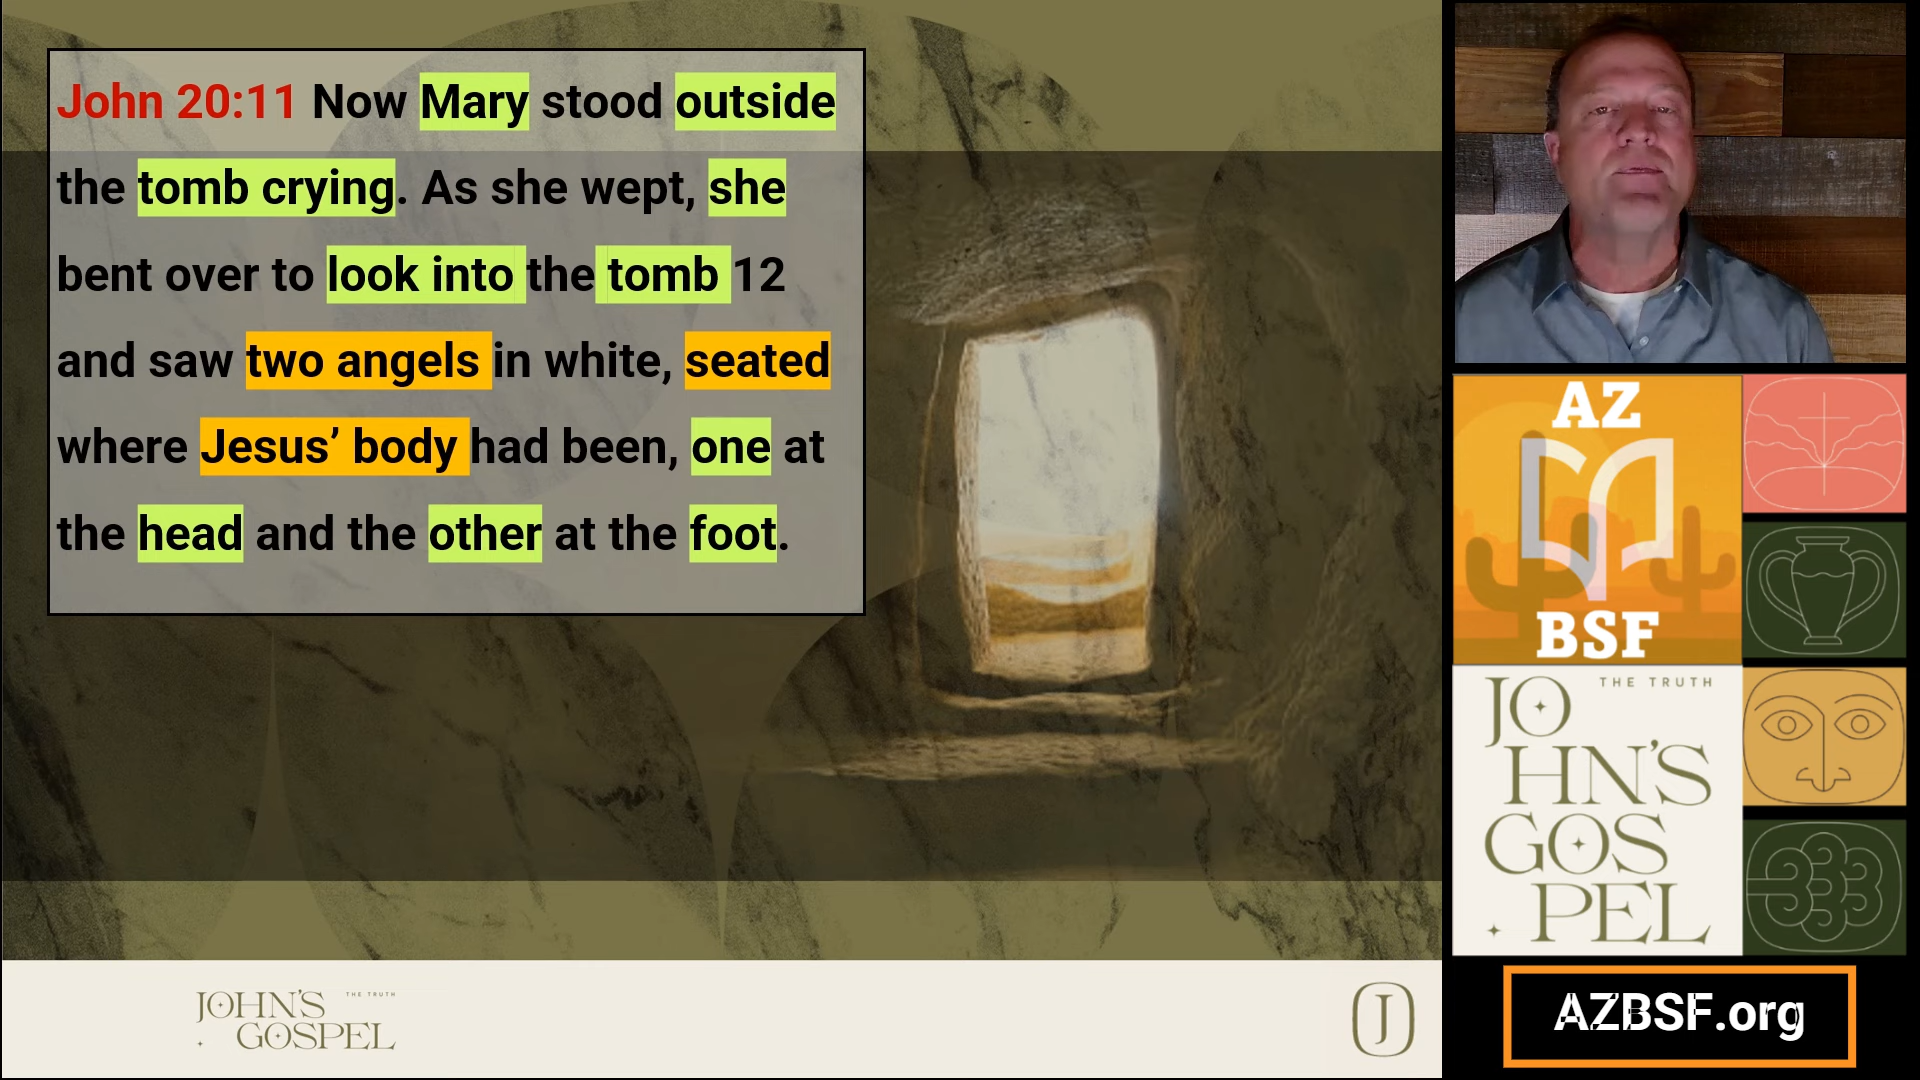 John 20:11 Now Mary stood outside
the tomb crying. As she wept, she
bent over to look into the tomb 12
and saw two angels in white, seated
where Jesus’ body had been, one at
the head and the other at the foot.
AZ
BSF
THE TRUTH
JO
HN'S
GOS
PEL
AZBSF.org
JOHN'S THE TRUTH
GOSPEL
J